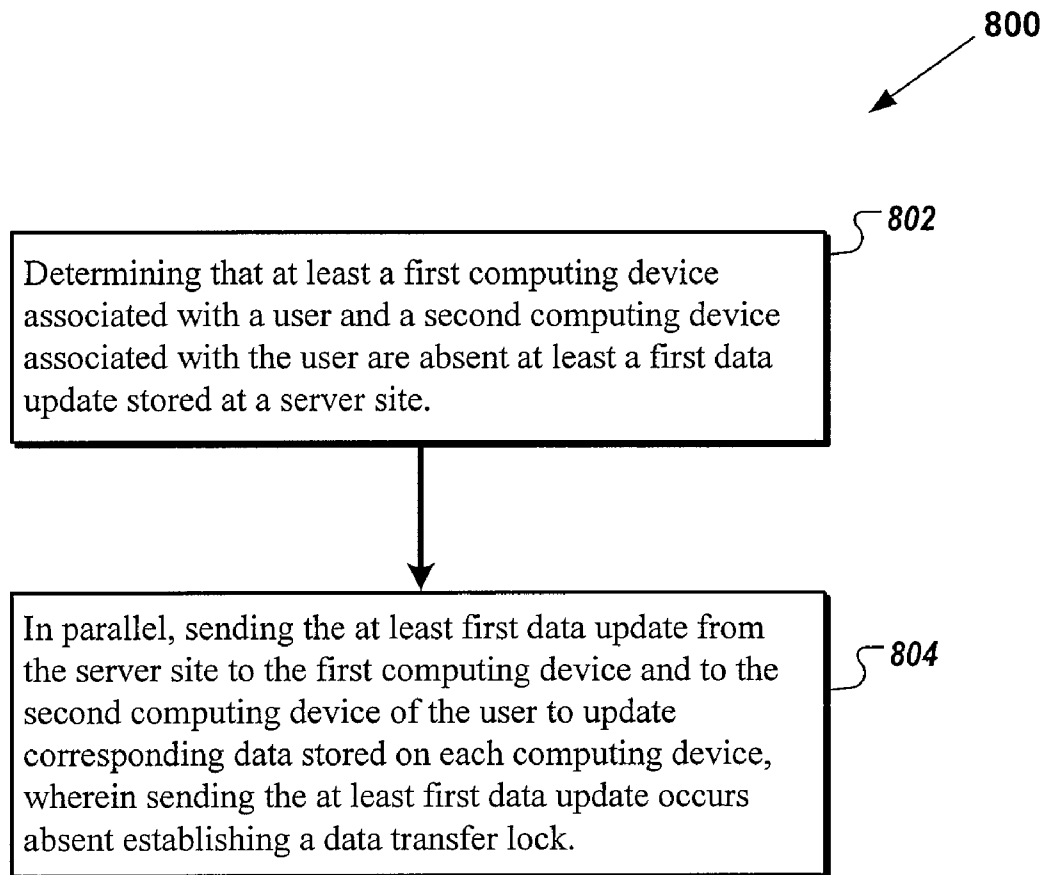 800
802
Determining that at least a first computing device
associated with a user and a second computing device
associated with the user are absent at least a first data
update stored at a server site.
In parallel, sending the at least first data update from
the server site to the first computing device and to the
second computing device of the user to update
corresponding data stored on each computing device,
wherein sending the at least first data update occurs
absent establishing a data transfer lock.
804